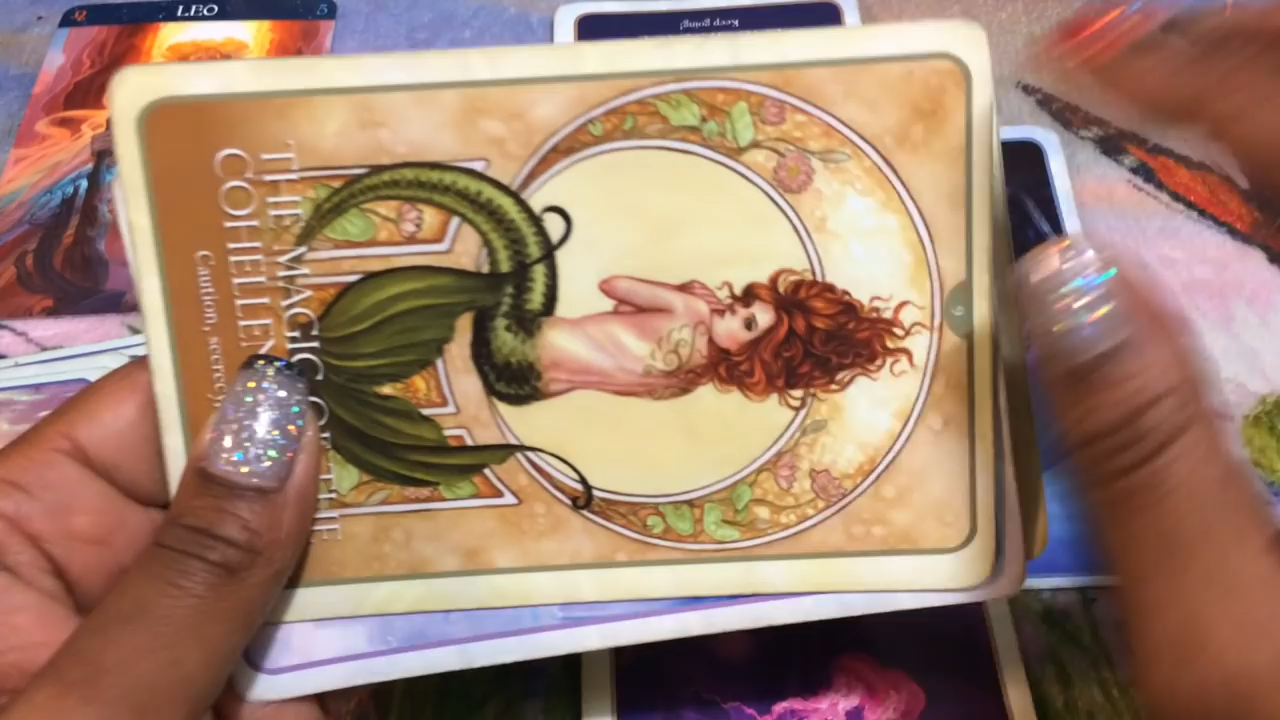 LEO 5
Keep going!
THE MAGIC OF THE
COHELLEN
Caution, secrecy